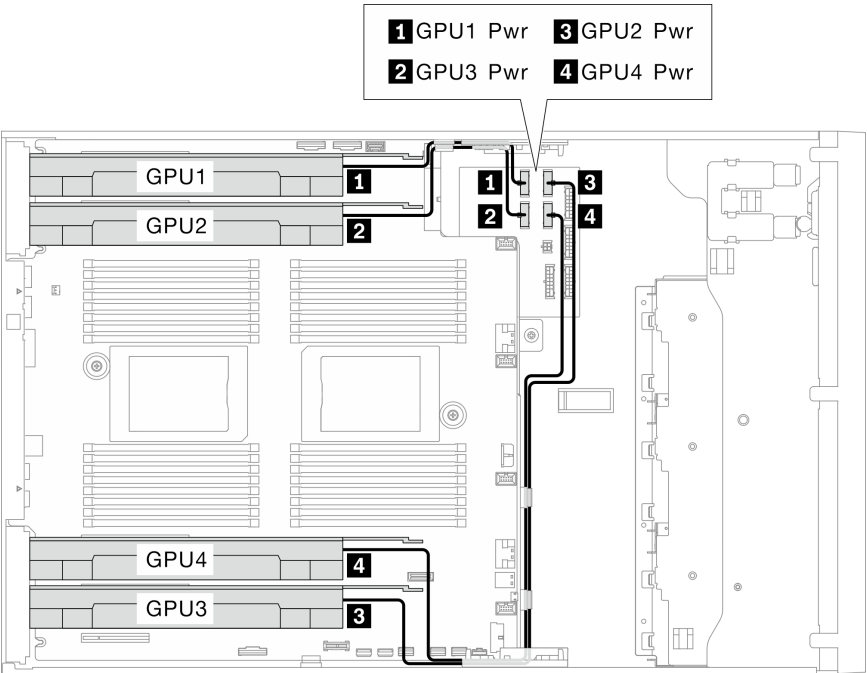 1 GPU1 Pwr 3 GPU2 Pwr
2 GPU3 Pwr 4 GPU4 Pwr
GPU1 1
1 3
GPU2 2
2 4
GPU4 4
GPU3 3